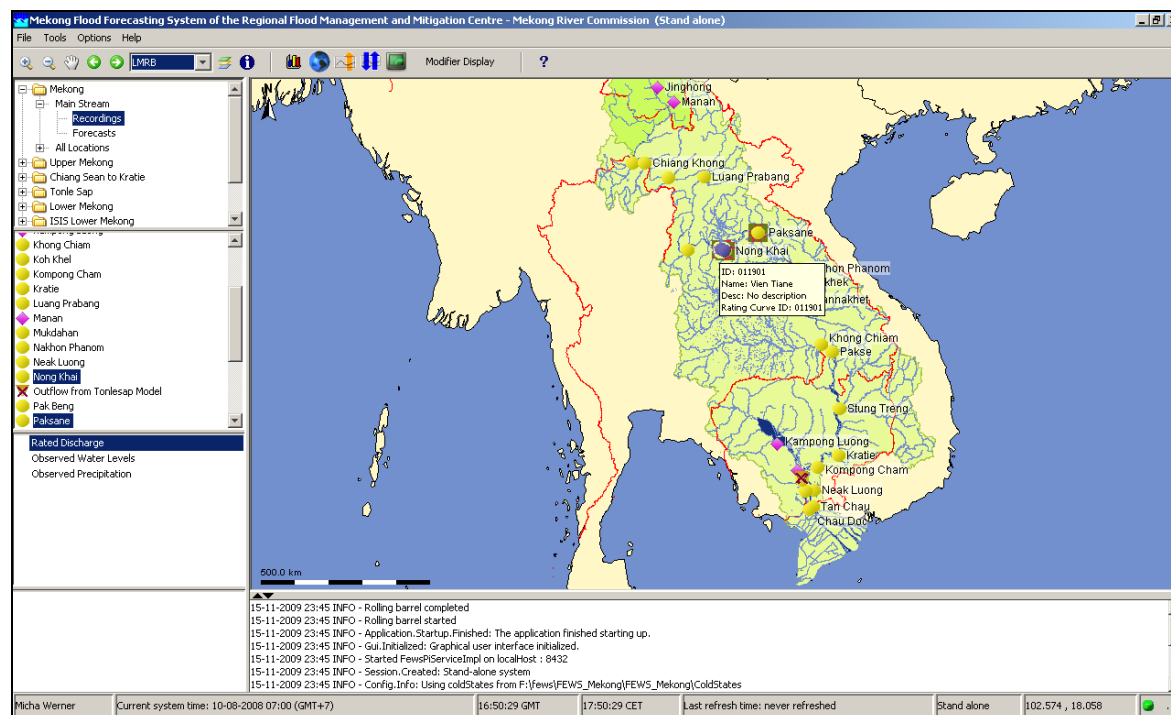 Mekong Flood Forecasting System of the Regional Flood Management and Mitigation Centre - Mekong River Commission (Stand alone)
File Tools Options Help
LMRB
Modifier Display
?
Mekong
Main Stream
Recordings
Forecasts
All Locations
Upper Mekong
Chiang Sean to Kratie
Tonle Sap
Lower Mekong
ISIS Lower Mekong
Khong Chiam
Koh Khel
Kompong Cham
Kratie
Luang Prabang
Manan
Mukdahan
Nakhon Phanom
Neak Luong
Nong Khai
Outflow from Tonlesap Model
Pak Beng
Paksane
Rated Discharge
Observed Water Levels
Observed Precipitation
Jinghong
Manan
Chiang Khong
Luang Prabang
Paksane
Nong Khai
ID: 011901
Name: Vien Tiane
Desc: No description
Rating Curve ID: 011901
hon Phanom
khek
annakhet
Khong Chiam
Pakse
Stung Treng
Kampong Luong
Kratie
Kompong Cham
Neak Luong
Tan Chau
Chau Doc
500.0 km
15-11-2009 23:45 INFO - Rolling barrel completed
15-11-2009 23:45 INFO - Rolling barrel started
15-11-2009 23:45 INFO - Application.Startup.Finished: The application finished starting up.
15-11-2009 23:45 INFO - Gui.Initialized: Graphical user interface initialized.
15-11-2009 23:45 INFO - Started FewsPiServiceImpl on localHost : 8432
15-11-2009 23:45 INFO - Session.Created: Stand-alone system
15-11-2009 23:45 INFO - Config.Info: Using coldStates from F:\fews\FEWS_Mekong\FEWS_Mekong\ColdStates
Micha Werner
Current system time: 10-08-2008 07:00 (GMT+7)
16:50:29 GMT
17:50:29 CET
Last refresh time: never refreshed
Stand alone
102.574 , 18.058